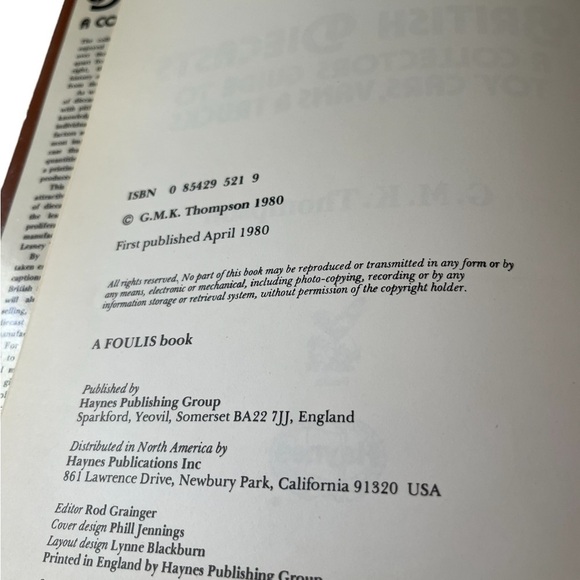 ISBN 0 85429 521 9
© G.M.K. Thompson 1980
First published April 1980
All rights reserved. No part of this book may be reproduced or transmitted in any form or by
any means, electronic or mechanical, including photo-copying, recording or by any
information storage or retrieval system, without permission of the copyright holder.
A FOULIS book
Published by
Haynes Publishing Group
Sparkford, Yeovil, Somerset BA22 7JJ, England
Distributed in North America by
Haynes Publications Inc
861 Lawrence Drive, Newbury Park, California 91320 USA
Editor Rod Grainger
Cover design Phill Jennings
Layout design Lynne Blackburn
Printed in England by Haynes Publishing Group